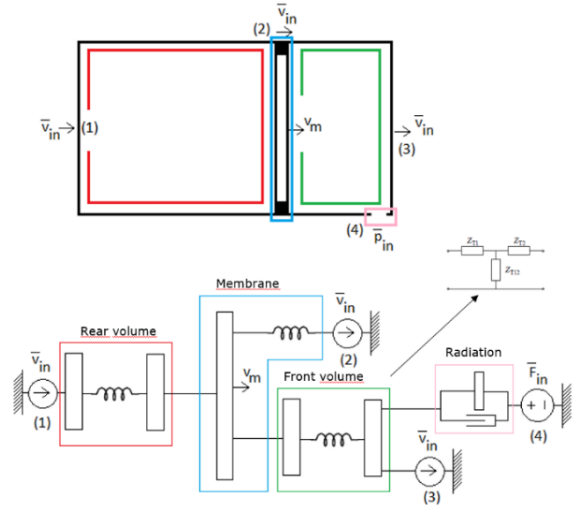 v̅in
(2)
v̅in
(1)
vm
v̅in
(3)
(4)
p̅in
ZT1
ZT2
ZT12
Membrane
v̅in
Rear volume
v̅in
(2)
vm
Radiation
Front volume
F̅in
v̅in
+ −
(1)
(4)
(3)